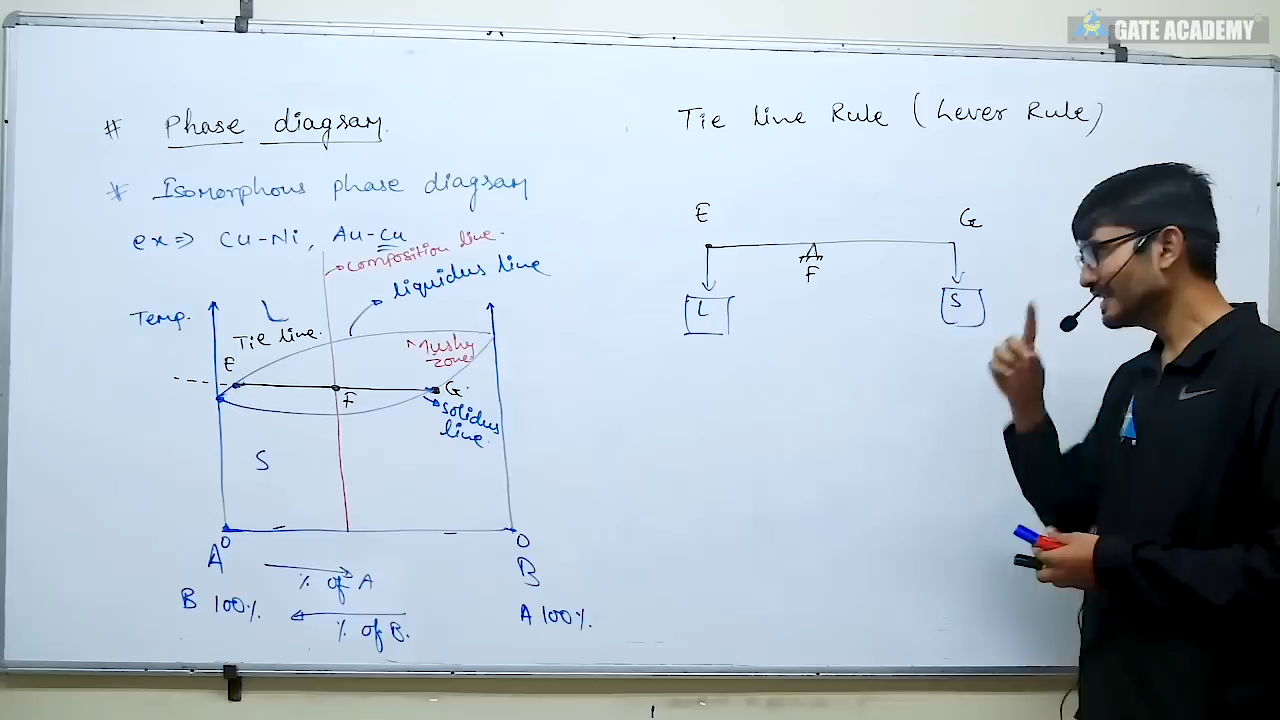 GATE ACADEMY
# Phase diagram
* Isomorphous phase diagram
ex ⇒ Cu-Ni, Au-Cu
composition line.
liquidus line
Temp.
L
Tie line.
Mushy
zone
E
F
G.
solidus
line.
S
A 0
0
B
% of A
B 100%.
% of B.
A 100%.
Tie line Rule (Lever Rule)
E
G
F
L
S